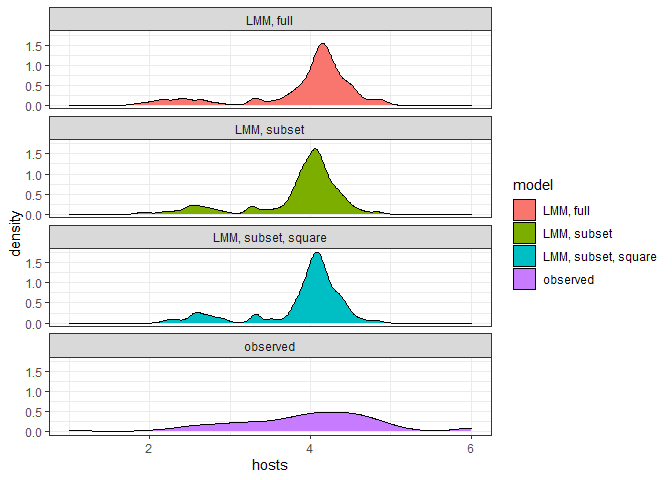 LMM, full
1.5
1.0
0.5
0.0
LMM, subset
1.5
1.0
0.5
0.0
LMM, subset, square
1.5
1.0
0.5
0.0
observed
1.5
1.0
0.5
0.0
2 4 6
hosts
density
model
LMM, full
LMM, subset
LMM, subset, square
observed